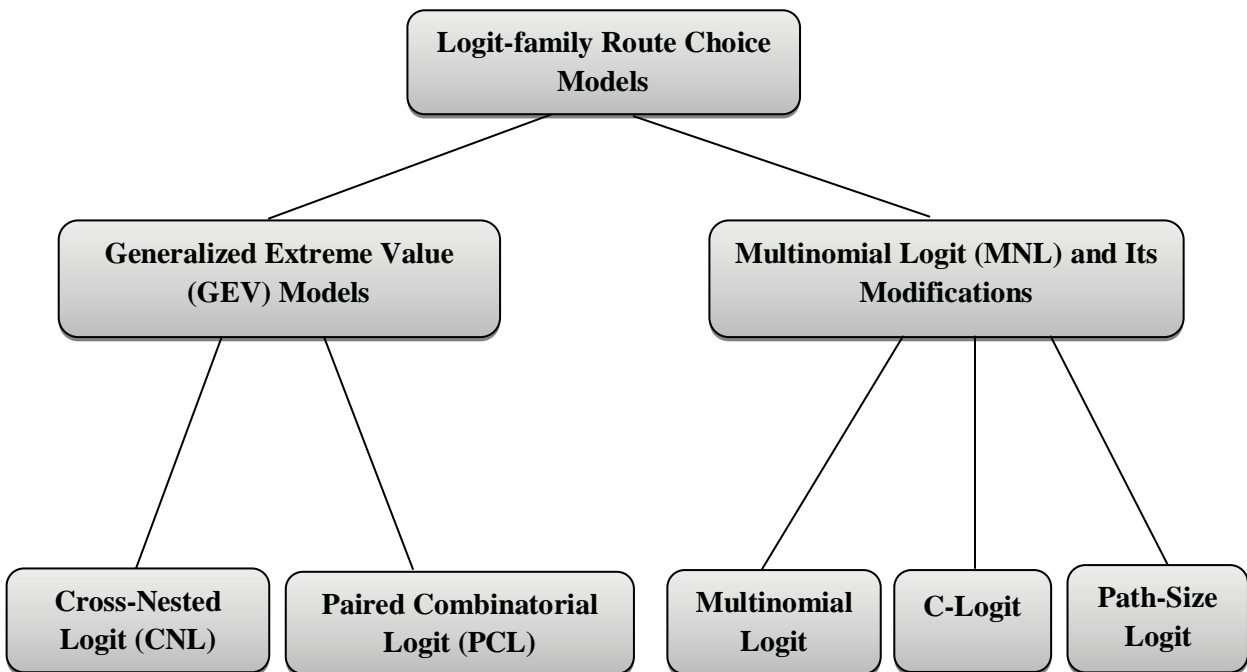 Logit-family Route Choice
Models
Generalized Extreme Value
(GEV) Models
Multinomial Logit (MNL) and Its
Modifications
Cross-Nested
Logit (CNL)
Paired Combinatorial
Logit (PCL)
Multinomial
Logit
C-Logit
Path-Size
Logit